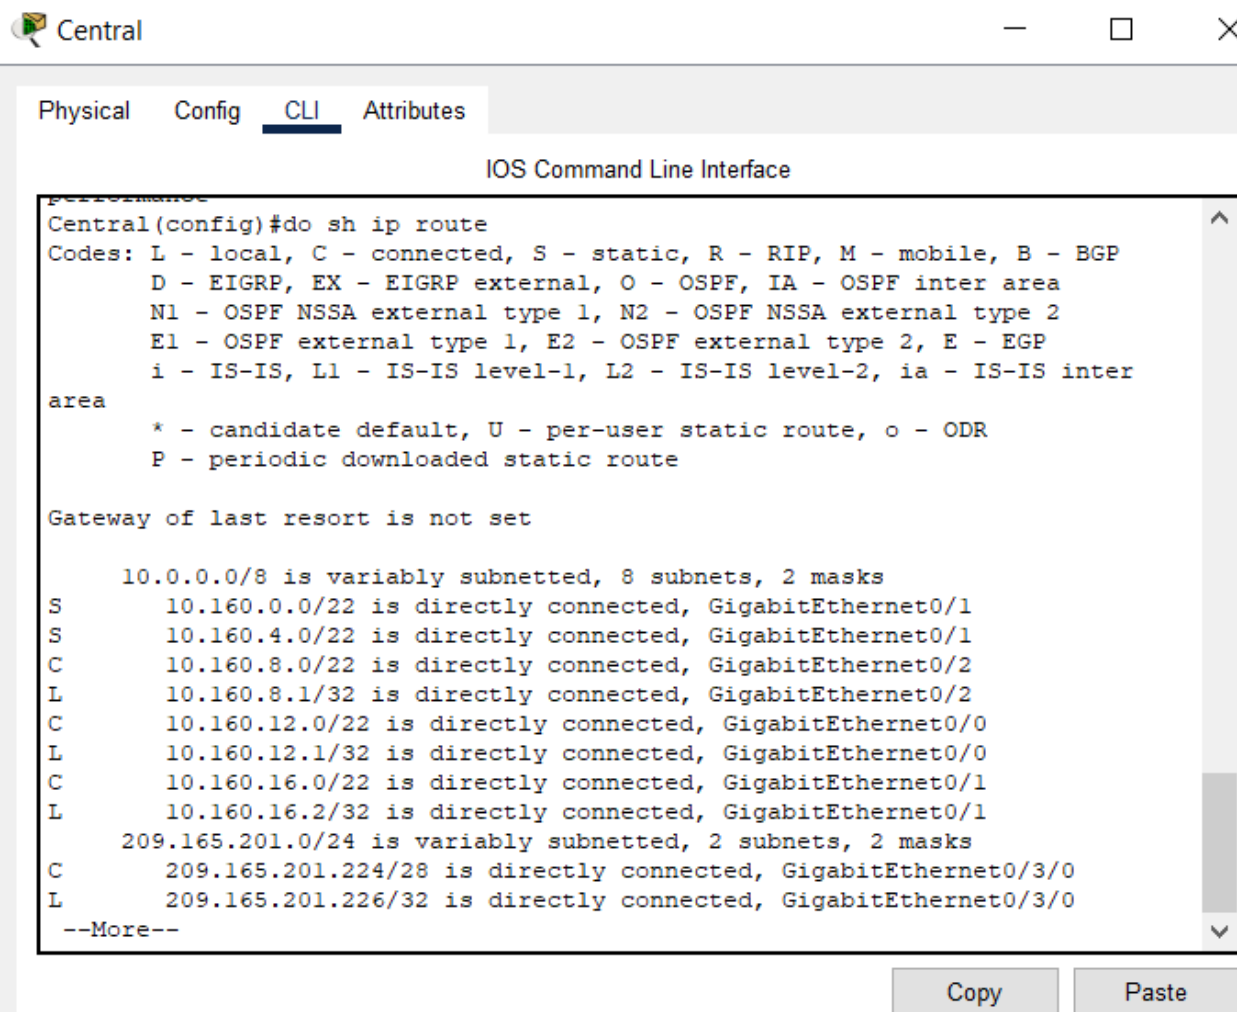 Central
Physical Config CLI Attributes
IOS Command Line Interface
performance
Central(config)#do sh ip route
Codes: L - local, C - connected, S - static, R - RIP, M - mobile, B - BGP
D - EIGRP, EX - EIGRP external, O - OSPF, IA - OSPF inter area
N1 - OSPF NSSA external type 1, N2 - OSPF NSSA external type 2
E1 - OSPF external type 1, E2 - OSPF external type 2, E - EGP
i - IS-IS, L1 - IS-IS level-1, L2 - IS-IS level-2, ia - IS-IS inter
area
* - candidate default, U - per-user static route, o - ODR
P - periodic downloaded static route
Gateway of last resort is not set
10.0.0.0/8 is variably subnetted, 8 subnets, 2 masks
S 10.160.0.0/22 is directly connected, GigabitEthernet0/1
S 10.160.4.0/22 is directly connected, GigabitEthernet0/1
C 10.160.8.0/22 is directly connected, GigabitEthernet0/2
L 10.160.8.1/32 is directly connected, GigabitEthernet0/2
C 10.160.12.0/22 is directly connected, GigabitEthernet0/0
L 10.160.12.1/32 is directly connected, GigabitEthernet0/0
C 10.160.16.0/22 is directly connected, GigabitEthernet0/1
L 10.160.16.2/32 is directly connected, GigabitEthernet0/1
209.165.201.0/24 is variably subnetted, 2 subnets, 2 masks
C 209.165.201.224/28 is directly connected, GigabitEthernet0/3/0
L 209.165.201.226/32 is directly connected, GigabitEthernet0/3/0
--More--
Copy Paste